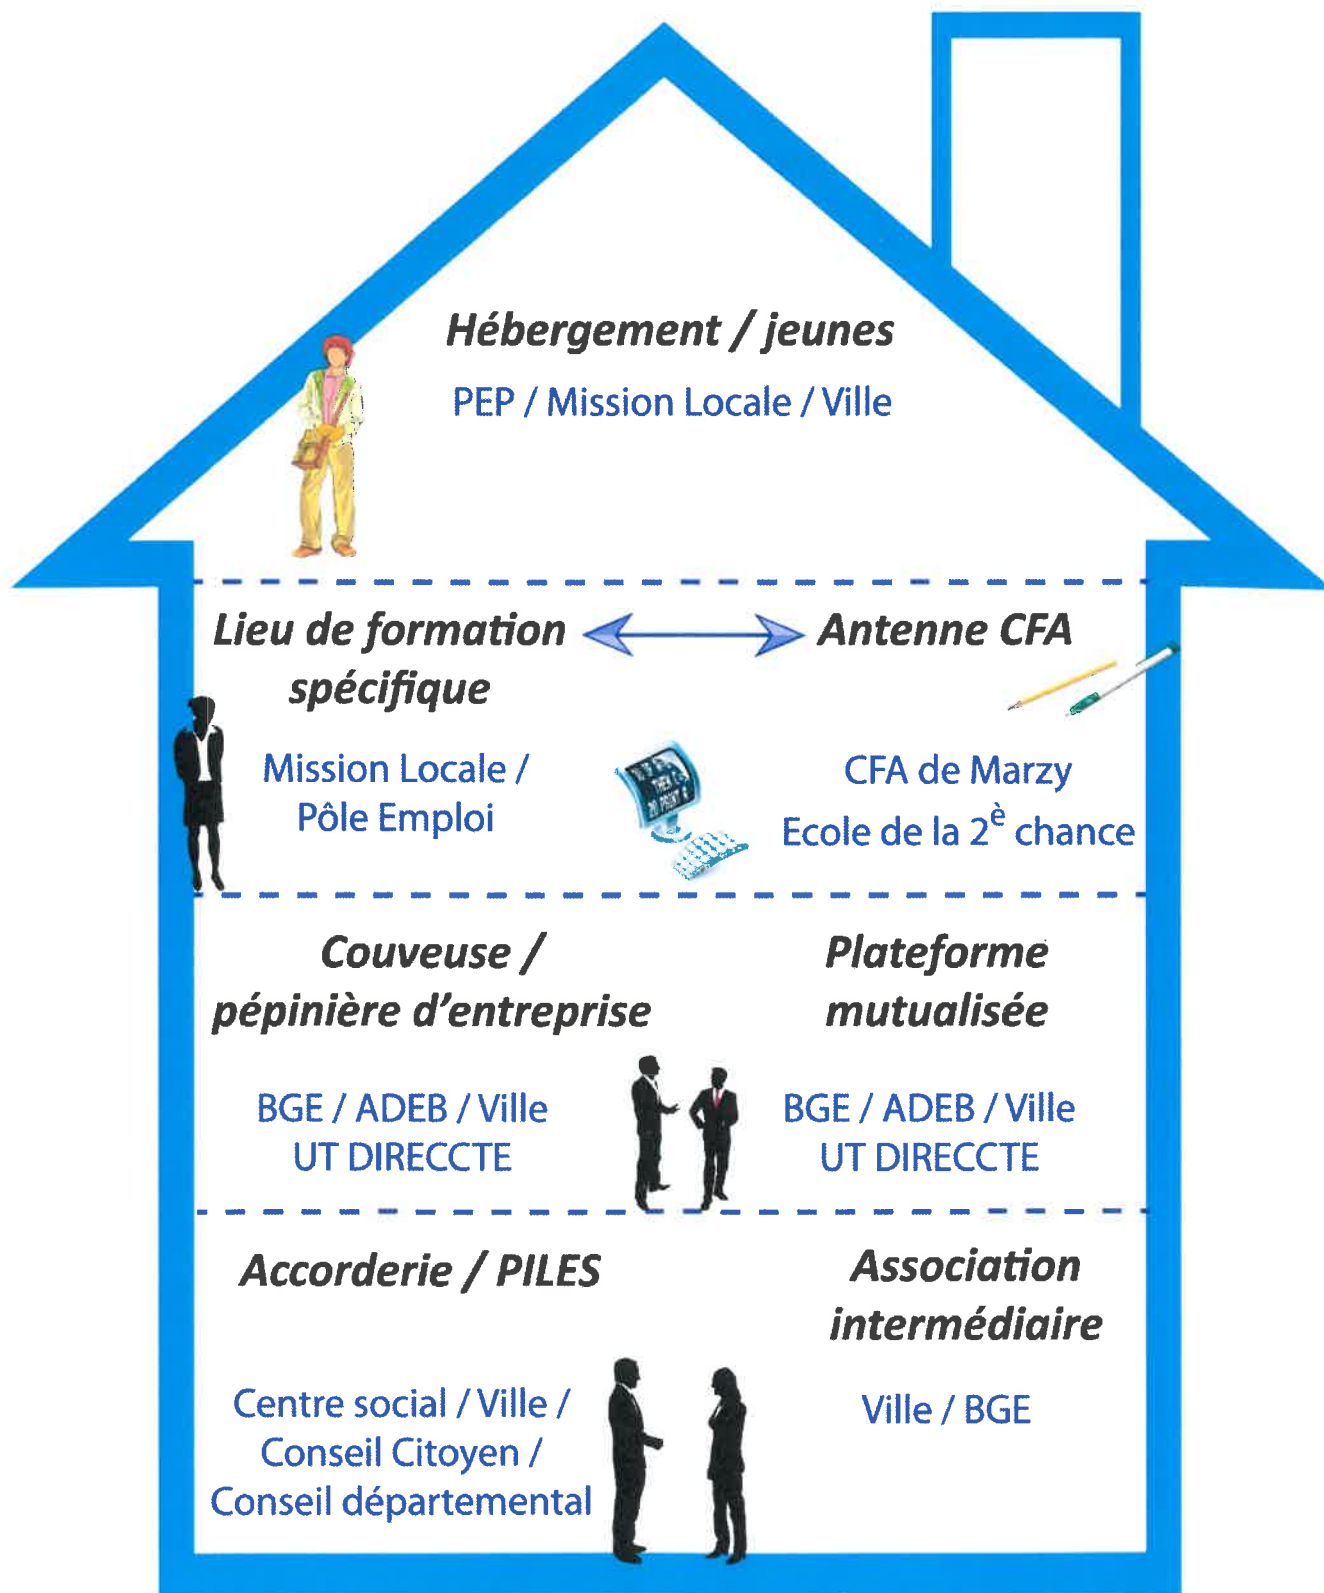 Hébergement / jeunes
PEP / Mission Locale / Ville
Lieu de formation
spécifique
Mission Locale /
Pôle Emploi
Antenne CFA
CFA de Marzy
Ecole de la 2è chance
Couveuse /
pépinière d'entreprise
BGE / ADEB / Ville
UT DIRECCTE
Plateforme
mutualisée
BGE / ADEB / Ville
UT DIRECCTE
Accorderie / PILES
Centre social / Ville /
Conseil Citoyen /
Conseil départemental
Association
intermédiaire
Ville / BGE